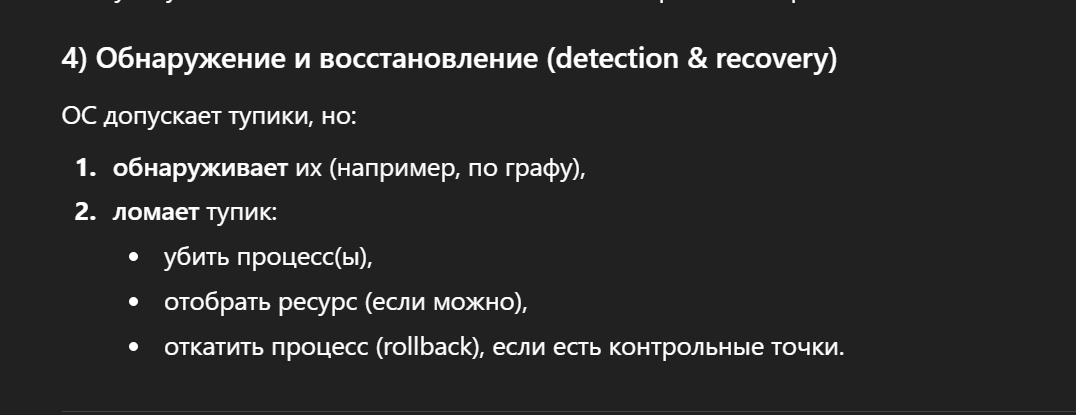 4) Обнаружение и восстановление (detection & recovery)
ОС допускает тупики, но:
1. обнаруживает их (например, по графу),
2. ломает тупик:
• убить процесс(ы),
• отобрать ресурс (если можно),
• откатить процесс (rollback), если есть контрольные точки.